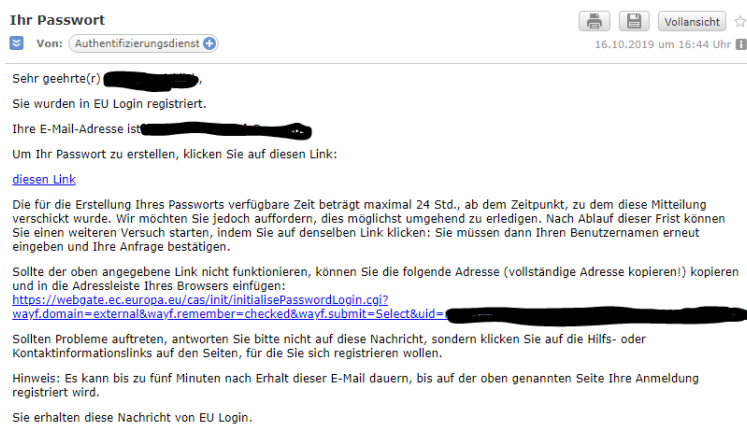 Ihr Passwort
Vollansicht
Von: Authentifizierungsdienst
16.10.2019 um 16:44 Uhr
Sehr geehrte(r)
Sie wurden in EU Login registriert.
Ihre E-Mail-Adresse ist
Um Ihr Passwort zu erstellen, klicken Sie auf diesen Link:
diesen Link
Die für die Erstellung Ihres Passworts verfügbare Zeit beträgt maximal 24 Std., ab dem Zeitpunkt, zu dem diese Mitteilung
verschickt wurde. Wir möchten Sie jedoch auffordern, dies möglichst umgehend zu erledigen. Nach Ablauf dieser Frist können
Sie einen weiteren Versuch starten, indem Sie auf denselben Link klicken: Sie müssen dann Ihren Benutzernamen erneut
eingeben und Ihre Anfrage bestätigen.
Sollte der oben angegebene Link nicht funktionieren, können Sie die folgende Adresse (vollständige Adresse kopieren!) kopieren
und in die Adressleiste Ihres Browsers einfügen:
https://webgate.ec.europa.eu/cas/init/initialisePasswordLogin.cgi?
wayf.domain=external&wayf.remember=checked&wayf.submit=Select&uid=
Sollten Probleme auftreten, antworten Sie bitte nicht auf diese Nachricht, sondern klicken Sie auf die Hilfs- oder
Kontaktinformationslinks auf den Seiten, für die Sie sich registrieren wollen.
Hinweis: Es kann bis zu fünf Minuten nach Erhalt dieser E-Mail dauern, bis auf der oben genannten Seite Ihre Anmeldung
registriert wird.
Sie erhalten diese Nachricht von EU Login.